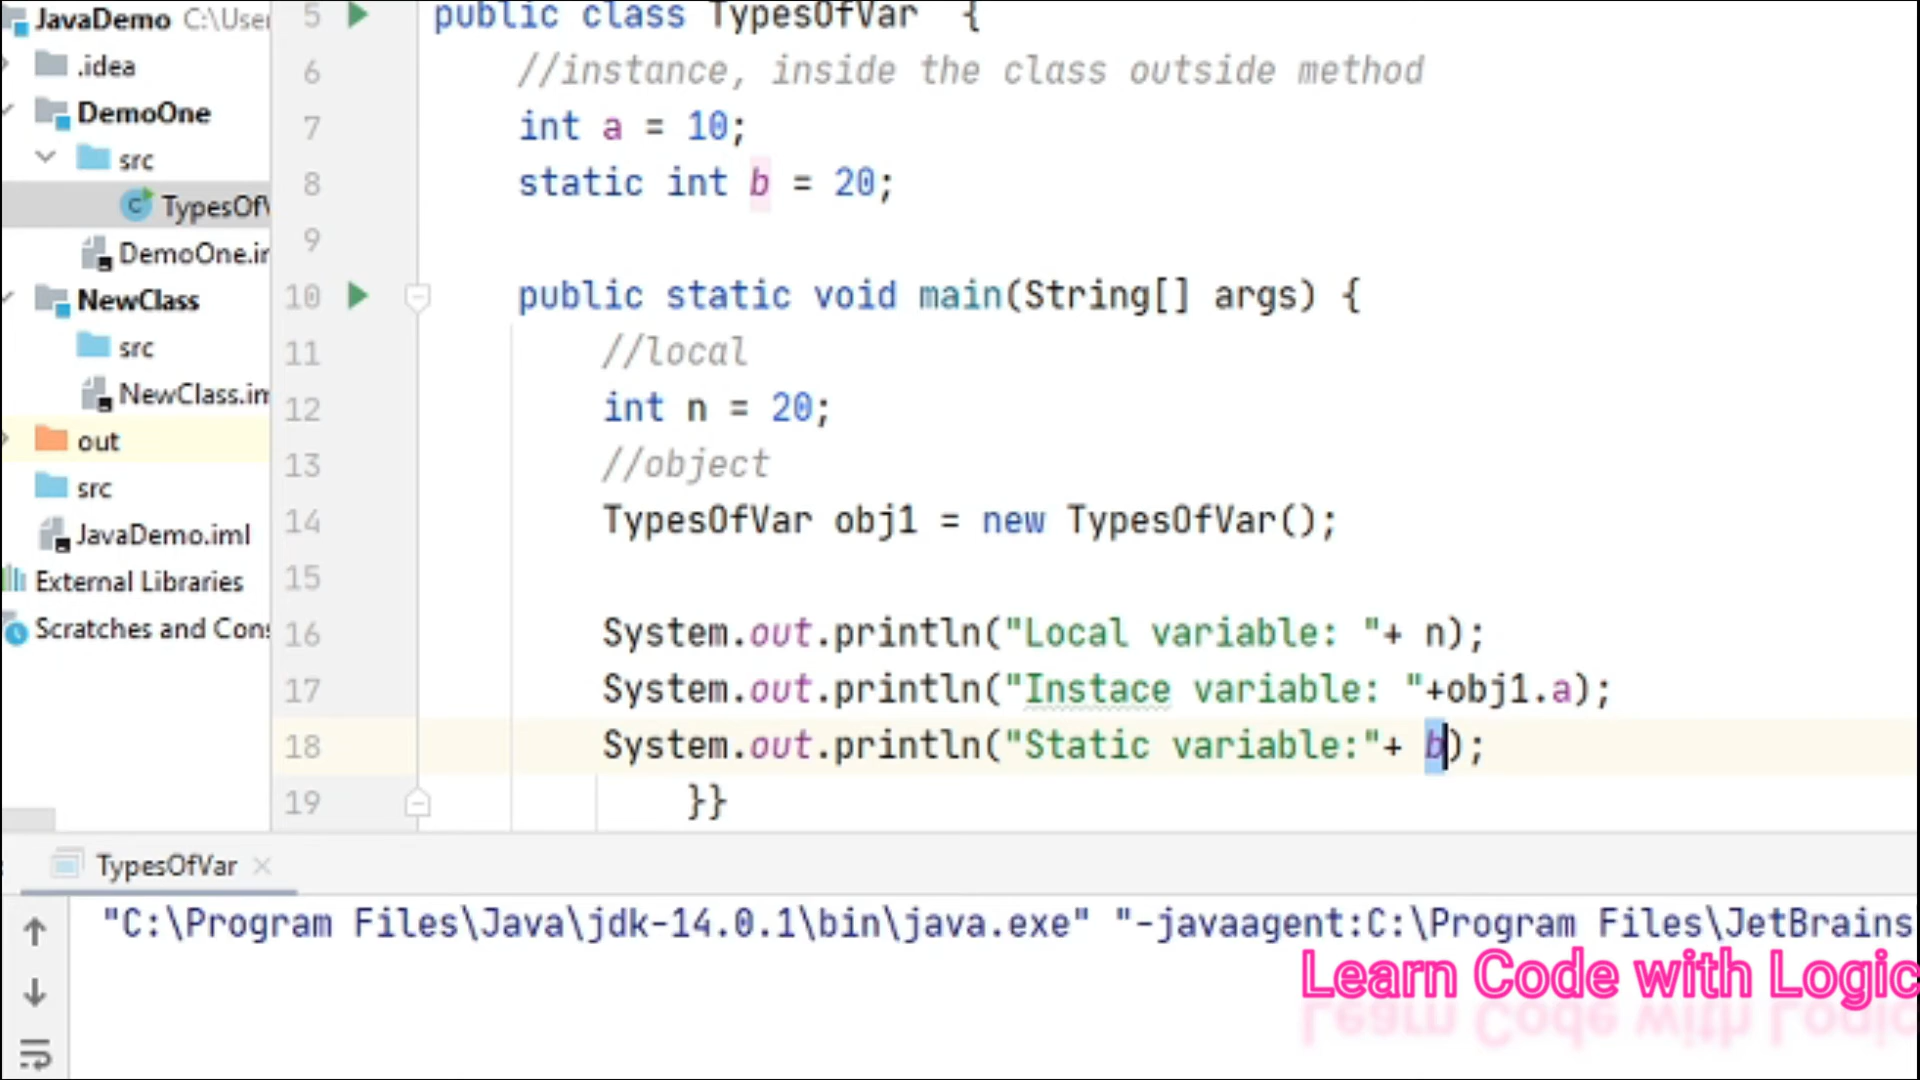 JavaDemo C:\User
.idea
DemoOne
src
TypesOfV
DemoOne.im
NewClass
src
NewClass.im
out
src
JavaDemo.iml
External Libraries
Scratches and Cons
5 public class TypesOfVar {
6 //instance, inside the class outside method
7 int a = 10;
8 static int b = 20;
9
10 public static void main(String[] args) {
11 //local
12 int n = 20;
13 //object
14 TypesOfVar obj1 = new TypesOfVar();
15
16 System.out.println("Local variable: "+ n);
17 System.out.println("Instace variable: "+obj1.a);
18 System.out.println("Static variable:"+ b);
19 }}
TypesOfVar
"C:\Program Files\Java\jdk-14.0.1\bin\java.exe" "-javaagent:C:\Program Files\JetBrains
Learn Code with Logic